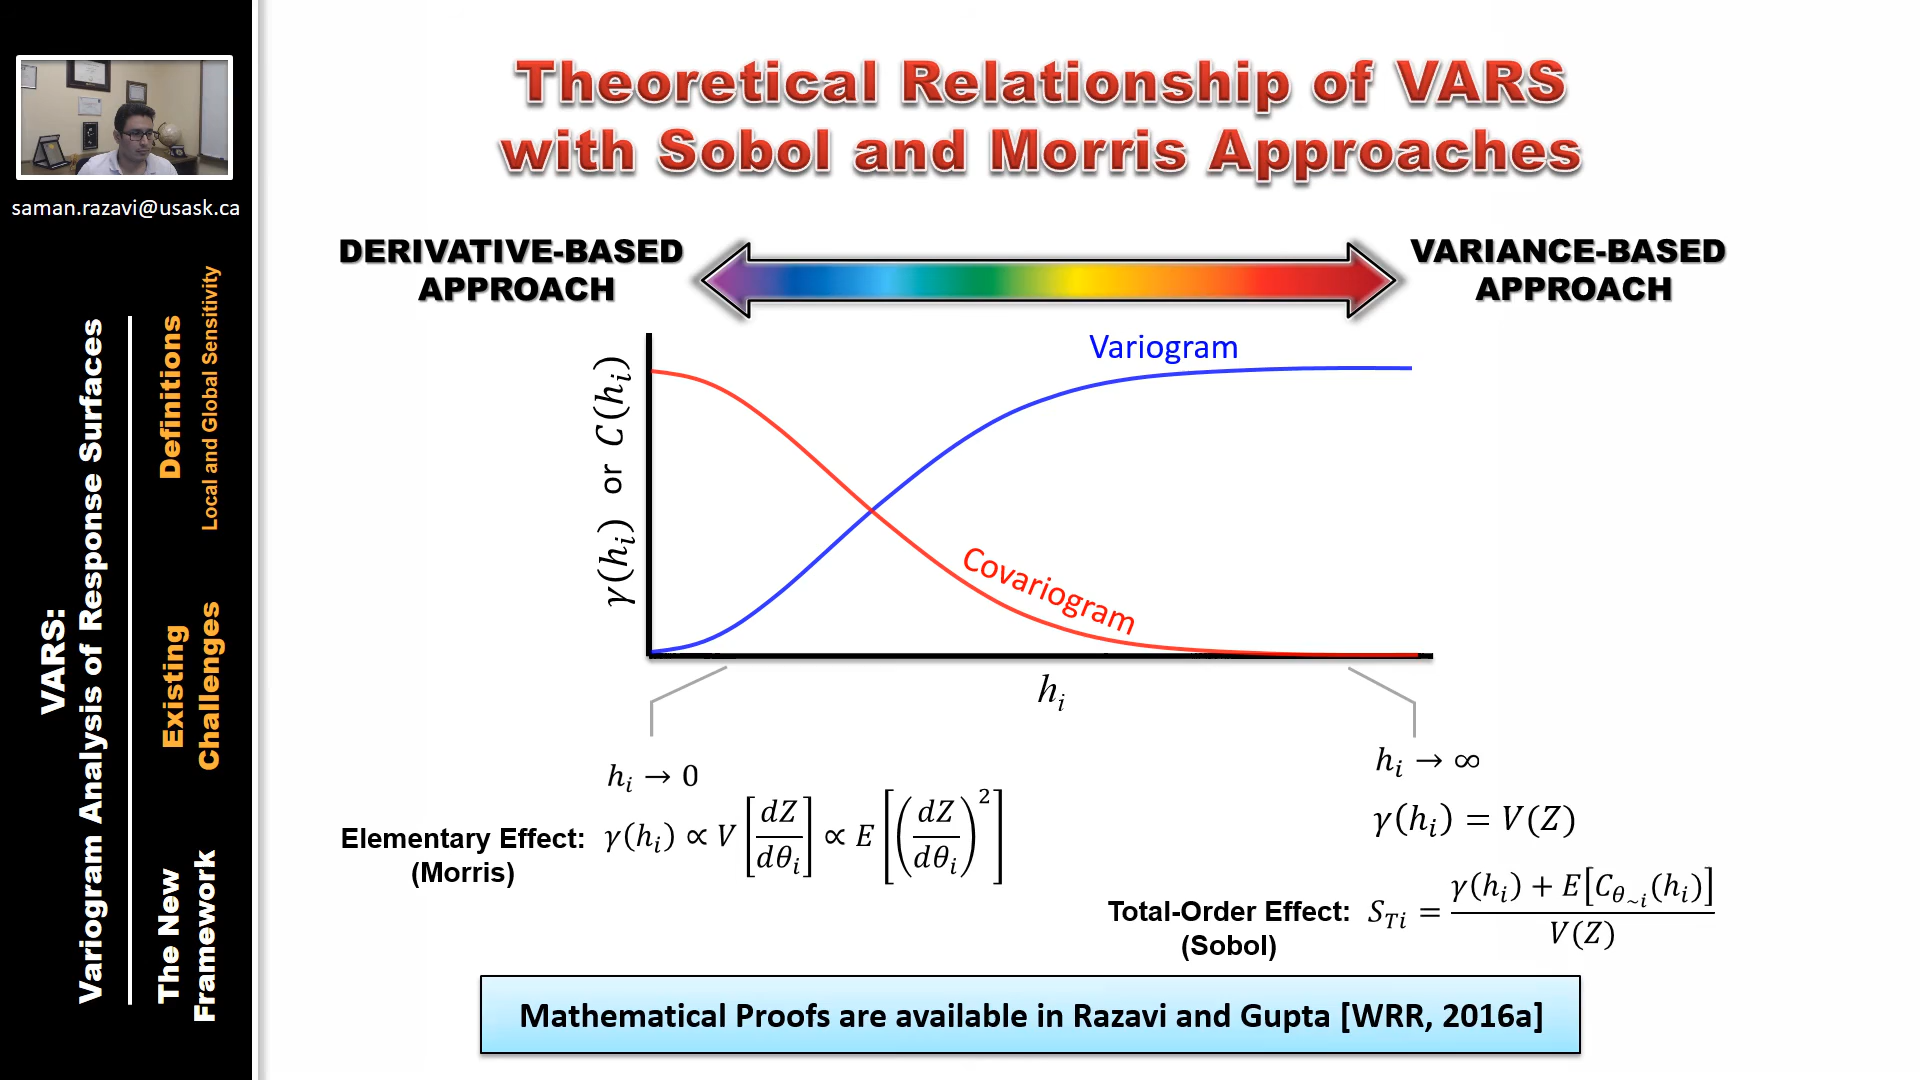 saman.razavi@usask.ca
VARS:
Variogram Analysis of Response Surfaces
Definitions
Local and Global Sensitivity
Existing
Challenges
The New
Framework
Theoretical Relationship of VARS
with Sobol and Morris Approaches
DERIVATIVE-BASED
APPROACH
VARIANCE-BASED
APPROACH
γ(h_i) or C(h_i)
Variogram
Covariogram
h_i
h_i → 0
Elementary Effect: γ(h_i) ∝ V[dZ/dθ_i] ∝ E[(dZ/dθ_i)^2]
(Morris)
h_i → ∞
γ(h_i) = V(Z)
Total-Order Effect: S_{Ti} = (γ(h_i) + E[C_{θ~i}(h_i)])/V(Z)
(Sobol)
Mathematical Proofs are available in Razavi and Gupta [WRR, 2016a]